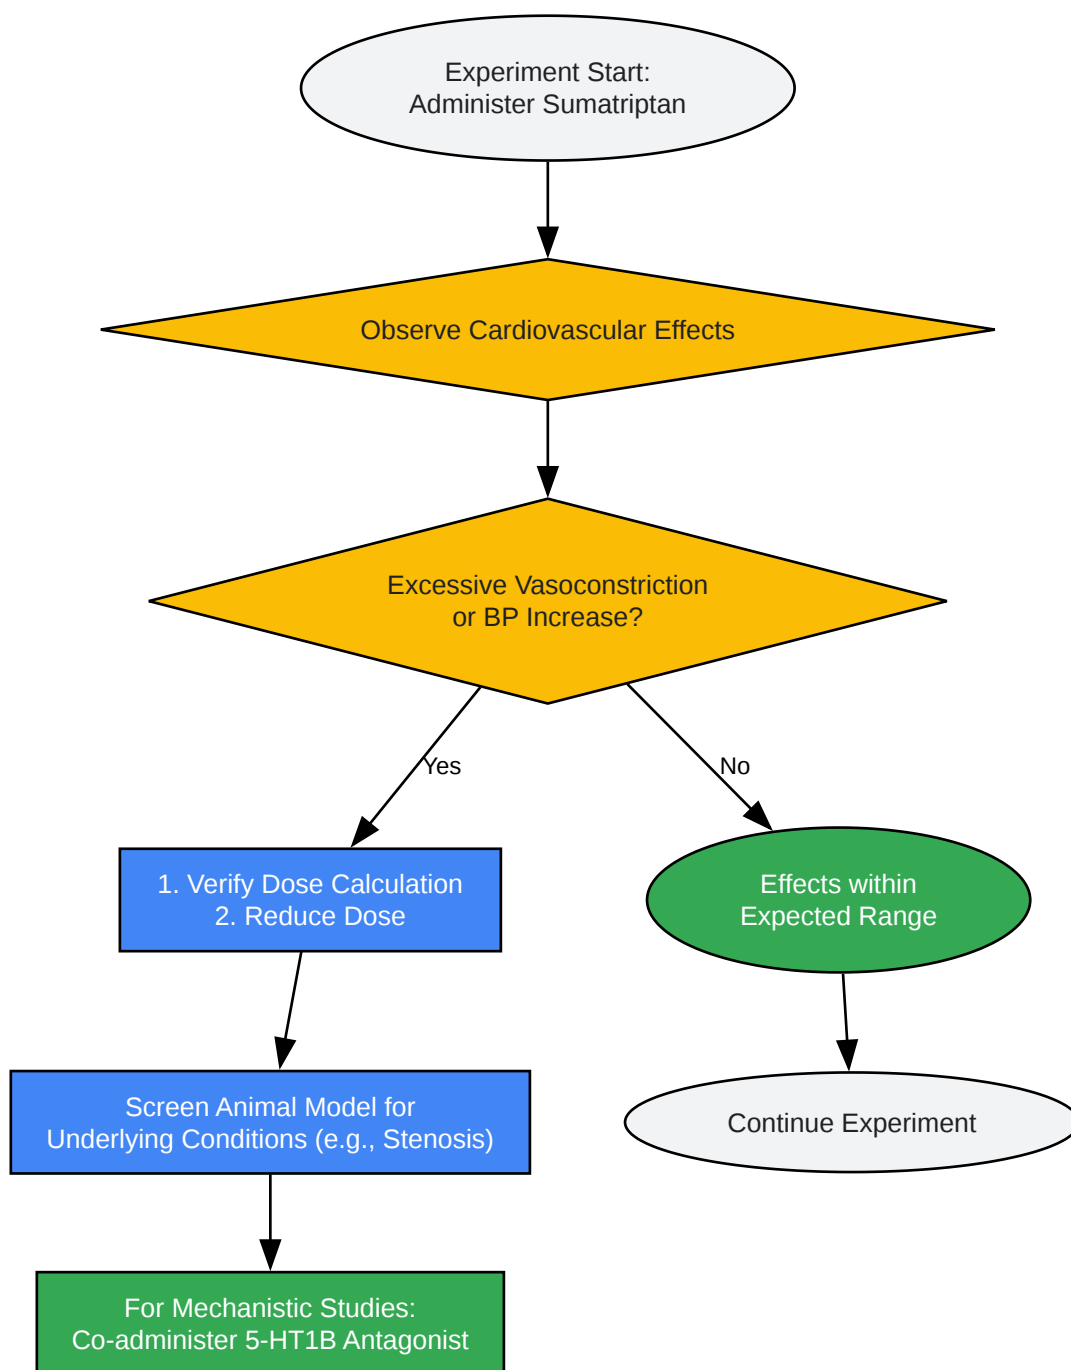 Experiment Start:
Administer Sumatriptan
Observe Cardiovascular Effects
Excessive Vasoconstriction
or BP Increase?
Yes
No
1. Verify Dose Calculation
2. Reduce Dose
Effects within
Expected Range
Screen Animal Model for
Underlying Conditions (e.g., Stenosis)
Continue Experiment
For Mechanistic Studies:
Co-administer 5-HT1B Antagonist